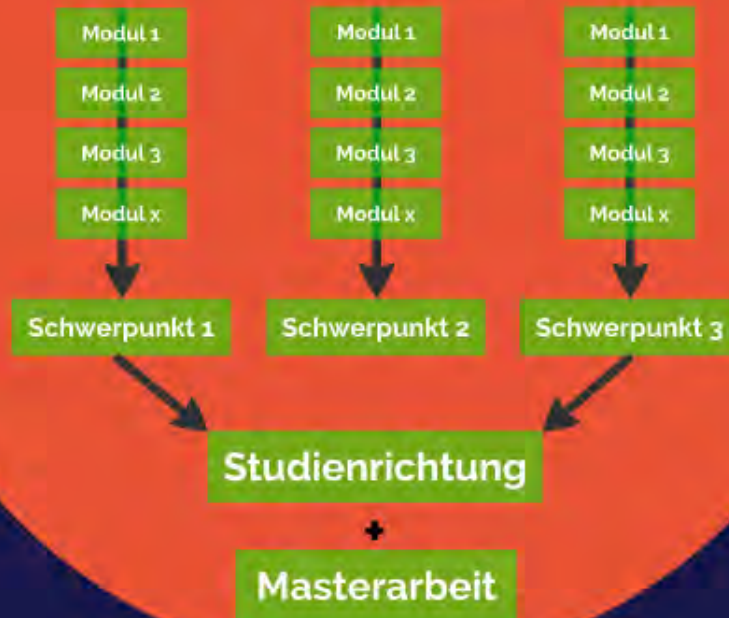 Modul 1
Modul 1
Modul 1
Modul 2
Modul 2
Modul 2
Modul 3
Modul 3
Modul 3
Modul x
Modul x
Modul x
Schwerpunkt 1
Schwerpunkt 2
Schwerpunkt 3
Studienrichtung
+
Masterarbeit